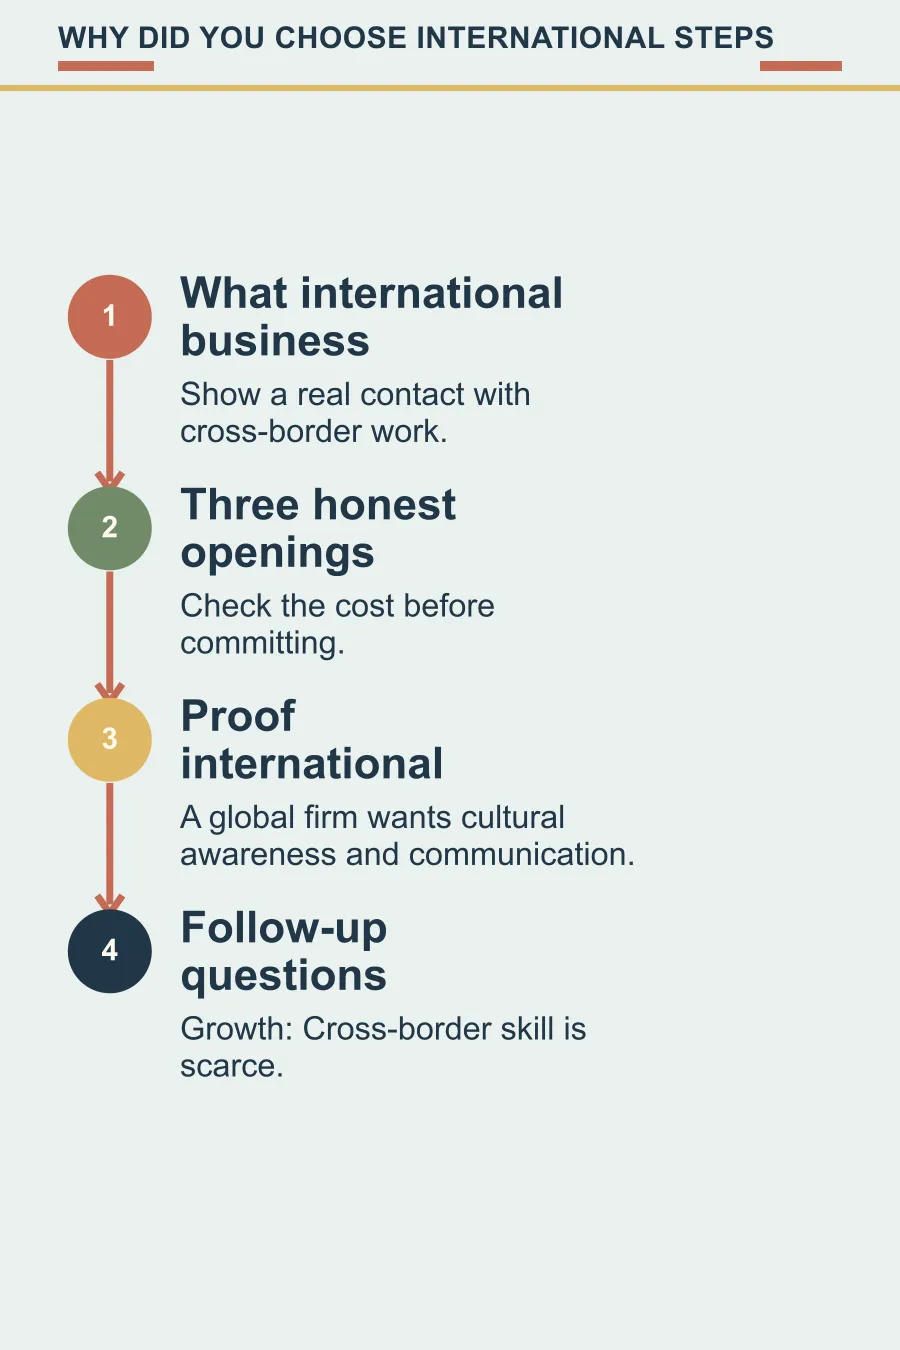 WHY DID YOU CHOOSE INTERNATIONAL STEPS
1
What international
business
Show a real contact with
cross-border work.
2
Three honest
openings
Check the cost before
committing.
3
Proof
international
A global firm wants cultural
awareness and communication.
4
Follow-up
questions
Growth: Cross-border skill is
scarce.